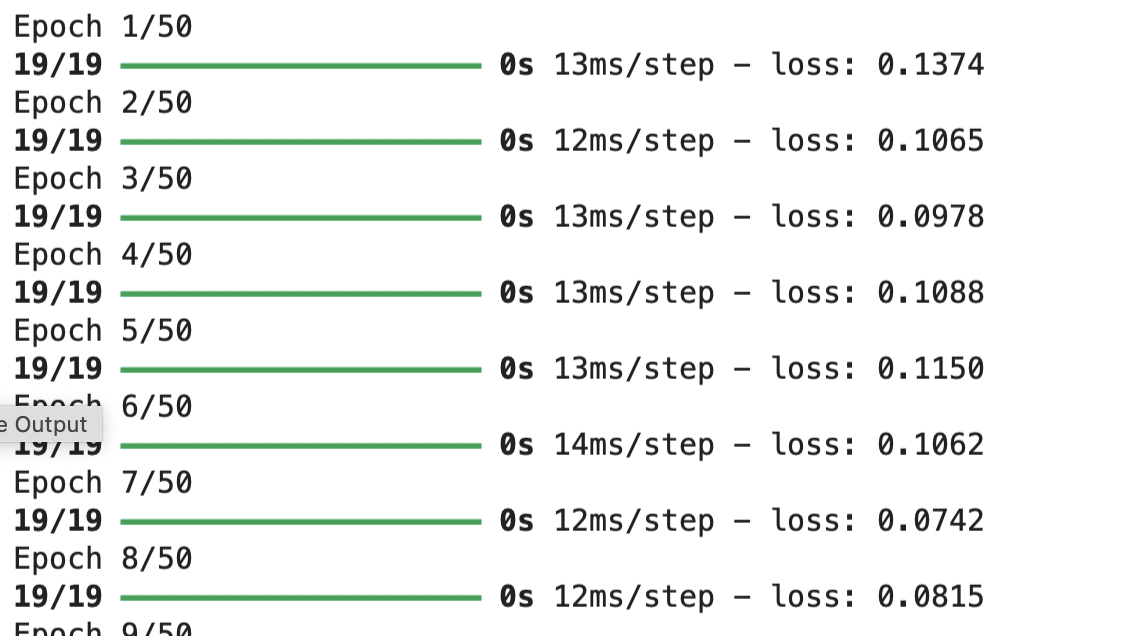 Epoch 1/50
19/19 ━━━━━━━━━━━━━━━━━━━━ 0s 13ms/step - loss: 0.1374
Epoch 2/50
19/19 ━━━━━━━━━━━━━━━━━━━━ 0s 12ms/step - loss: 0.1065
Epoch 3/50
19/19 ━━━━━━━━━━━━━━━━━━━━ 0s 13ms/step - loss: 0.0978
Epoch 4/50
19/19 ━━━━━━━━━━━━━━━━━━━━ 0s 13ms/step - loss: 0.1088
Epoch 5/50
19/19 ━━━━━━━━━━━━━━━━━━━━ 0s 13ms/step - loss: 0.1150
Epoch 6/50
e Output
19/19 ━━━━━━━━━━━━━━━━━━━━ 0s 14ms/step - loss: 0.1062
Epoch 7/50
19/19 ━━━━━━━━━━━━━━━━━━━━ 0s 12ms/step - loss: 0.0742
Epoch 8/50
19/19 ━━━━━━━━━━━━━━━━━━━━ 0s 12ms/step - loss: 0.0815
Epoch 9/50